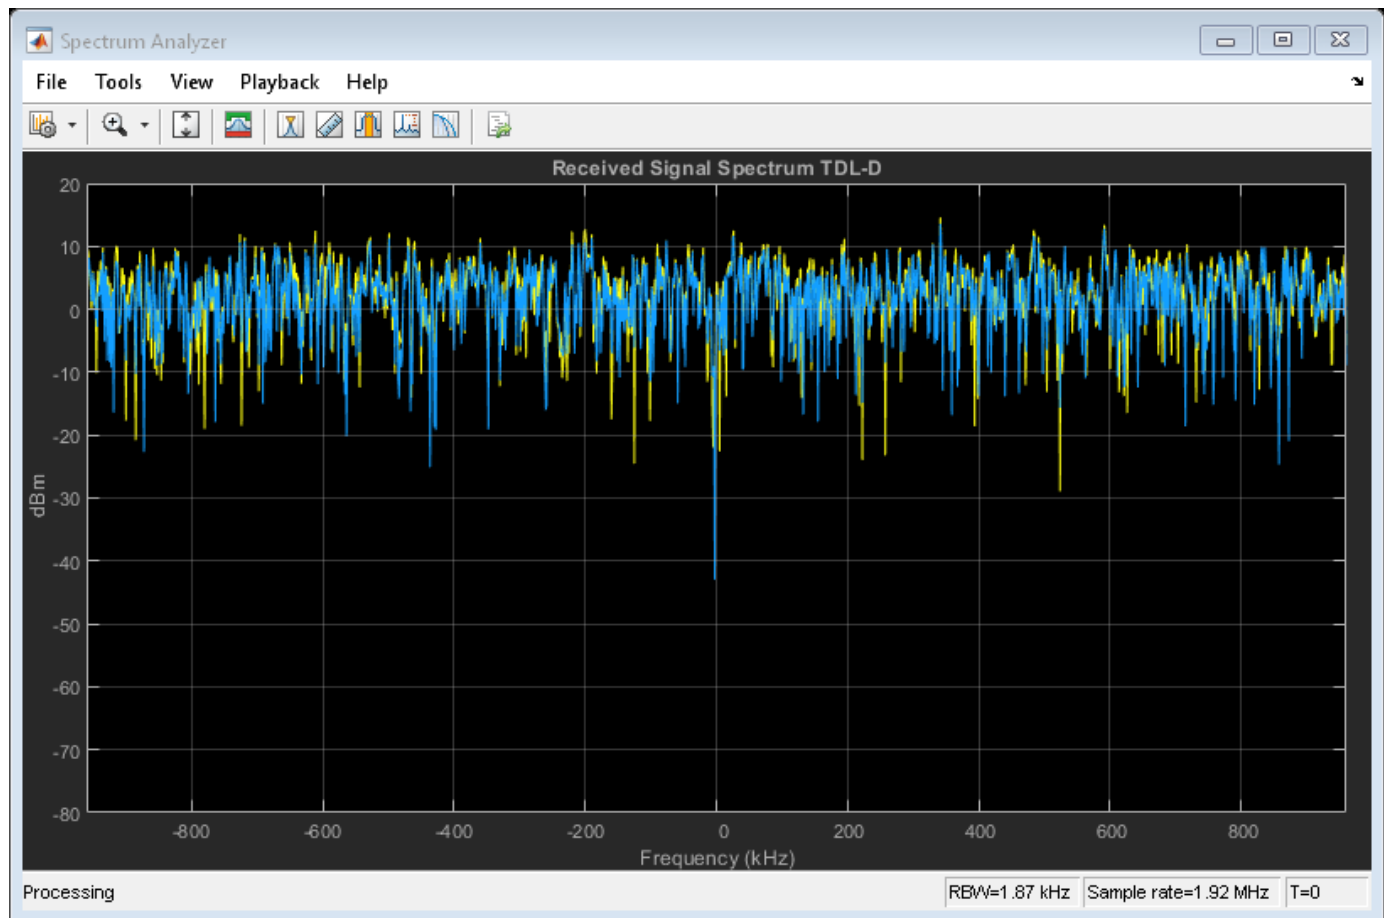 Spectrum Analyzer
File Tools View Playback Help
Received Signal Spectrum TDL-D
20
10
0
-10
-20
-30
-40
-50
-60
-70
-80
dBm
-800 -600 -400 -200 0 200 400 600 800
Frequency (kHz)
Processing RBW=1.87 kHz Sample rate=1.92 MHz T=0